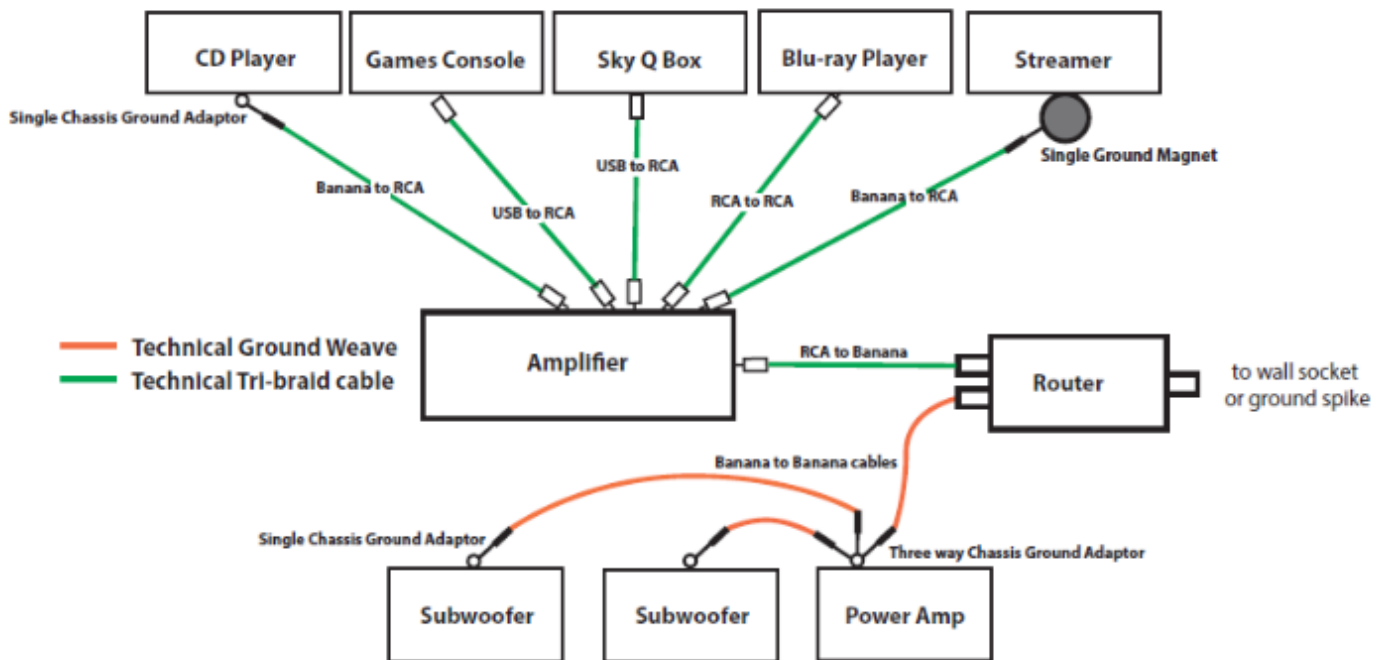 CD Player
Games Console
Sky Q Box
Blu-ray Player
Streamer
Single Chassis Ground Adaptor
Single Ground Magnet
Banana to RCA
USB to RCA
USB to RCA
RCA to RCA
Banana to RCA
Technical Ground Weave
Technical Tri-braid cable
Amplifier
RCA to Banana
Router
to wall socket
or ground spike
Banana to Banana cables
Single Chassis Ground Adaptor
Three way Chassis Ground Adaptor
Subwoofer
Subwoofer
Power Amp